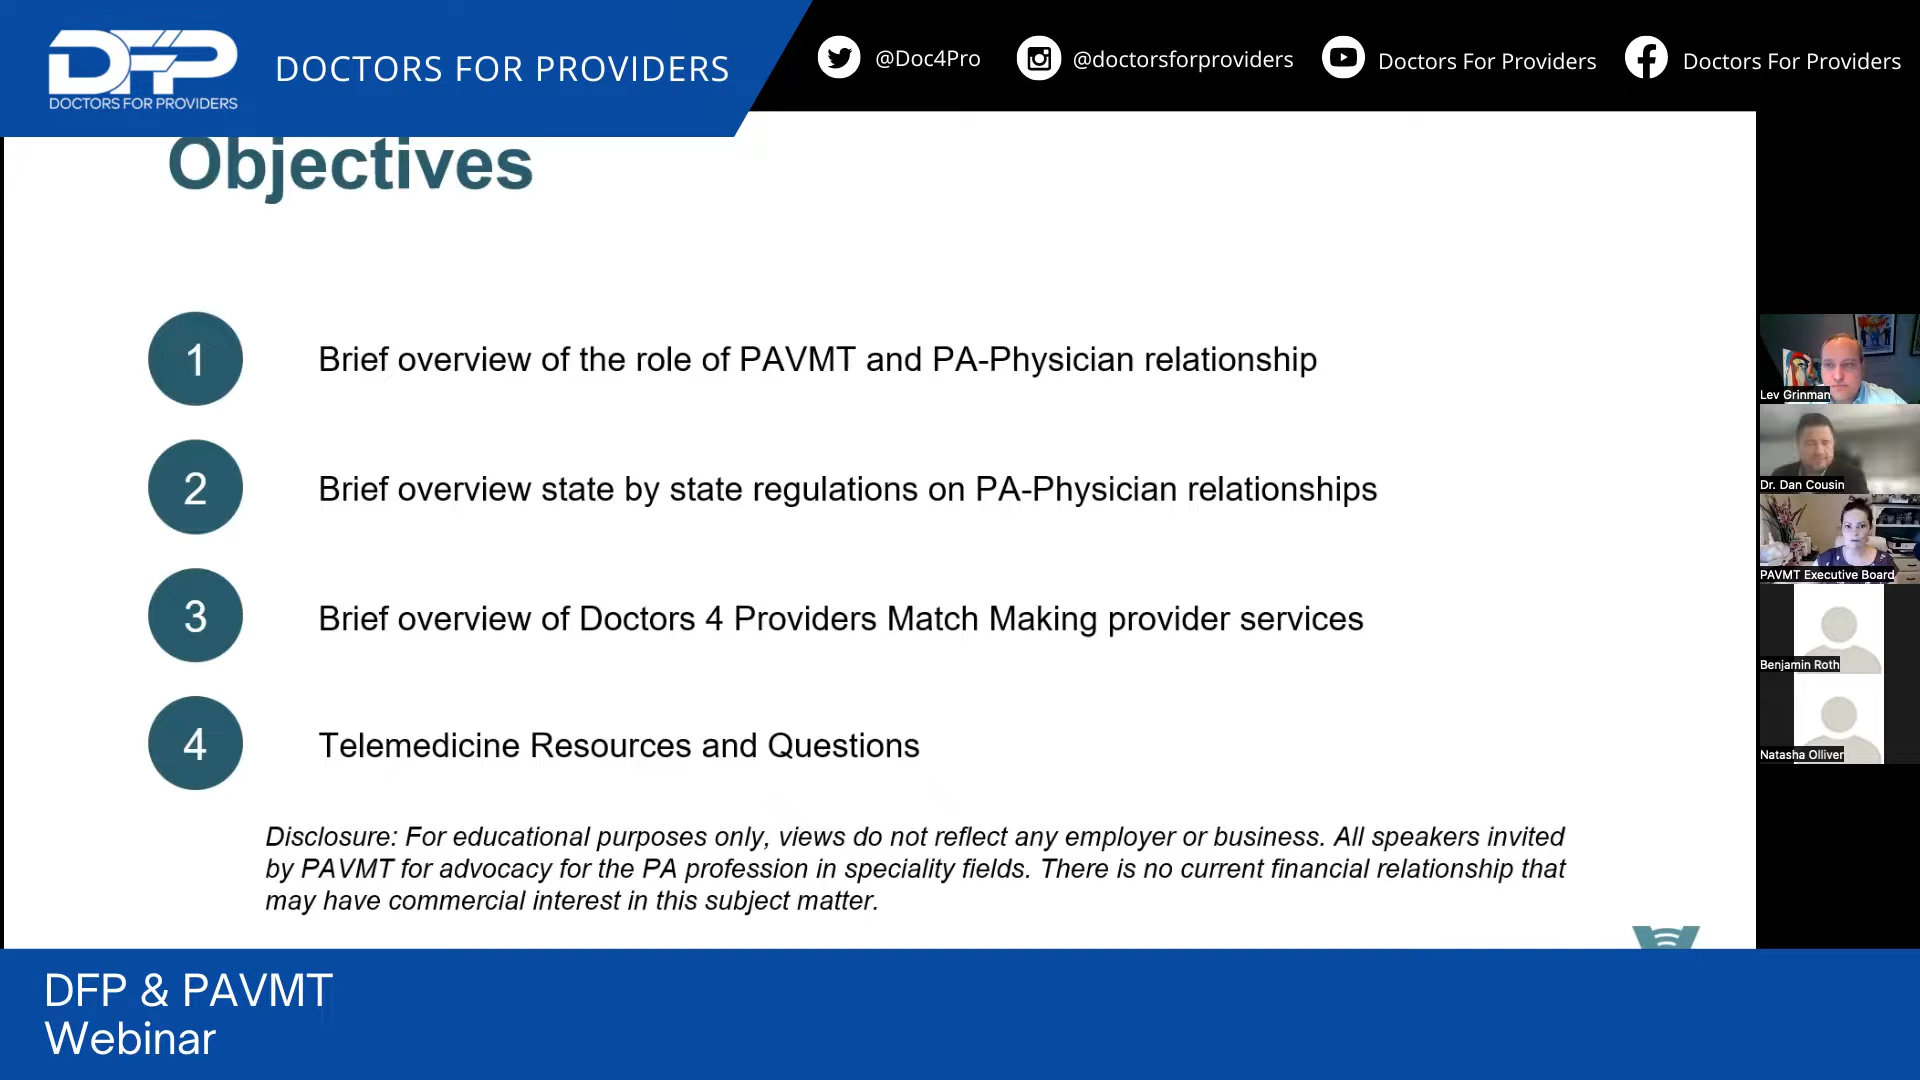 DFP
DOCTORS FOR PROVIDERS
DOCTORS FOR PROVIDERS
@Doc4Pro
@doctorsforproviders
Doctors For Providers
Doctors For Providers
Objectives
1
Brief overview of the role of PAVMT and PA-Physician relationship
2
Brief overview state by state regulations on PA-Physician relationships
3
Brief overview of Doctors 4 Providers Match Making provider services
4
Telemedicine Resources and Questions
Disclosure: For educational purposes only, views do not reflect any employer or business. All speakers invited
by PAVMT for advocacy for the PA profession in speciality fields. There is no current financial relationship that
may have commercial interest in this subject matter.
Lev Grinman
Dr. Dan Cousin
PAVMT Executive Board
Benjamin Roth
Natasha Olliver
DFP & PAVMT
Webinar